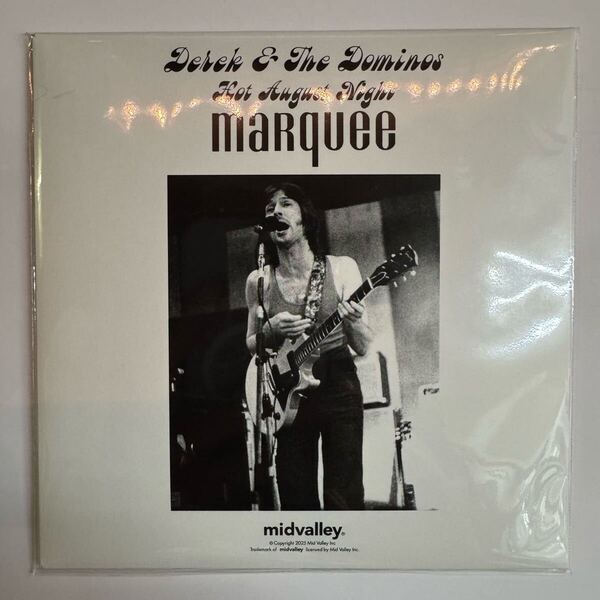 Derek & The Dominos
Hot August Night
marquee
midvalley®
© Copyright 2025 Mid Valley Inc
Trademark of midvalley licensed by Mid Valley Inc.